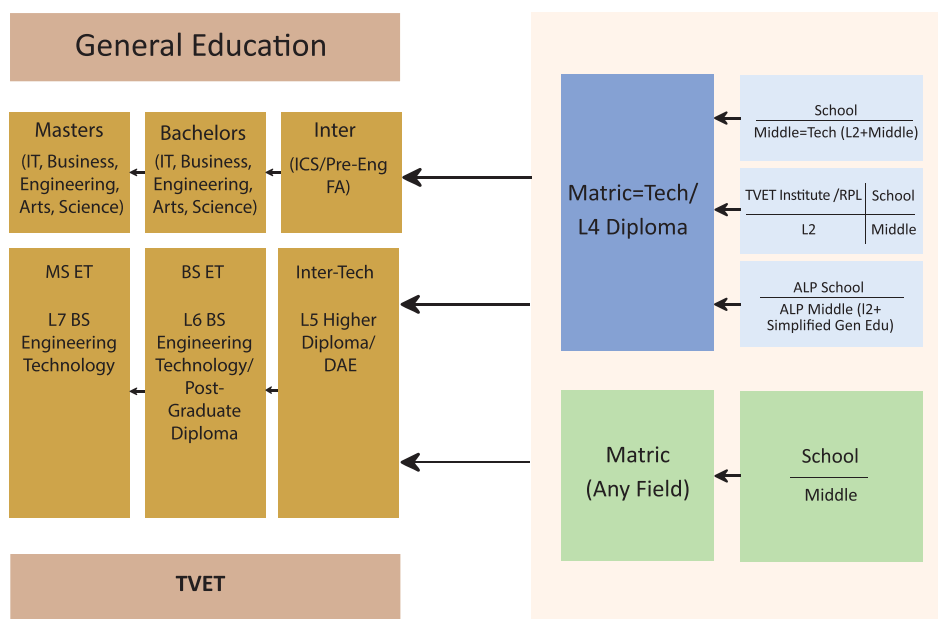 General Education
Masters
(IT, Business,
Engineering,
Arts, Science)
Bachelors
(IT, Business,
Engineering,
Arts, Science)
Inter
(ICS/Pre-Eng
FA)
MS ET
L7 BS
Engineering
Technology
BS ET
L6 BS
Engineering
Technology/
Post-
Graduate
Diploma
Inter-Tech
L5 Higher
Diploma/
DAE
TVET
Matric=Tech/
L4 Diploma
School
Middle=Tech (L2+Middle)
TVET Institute /RPL
School
L2
Middle
ALP School
ALP Middle (l2+
Simplified Gen Edu)
Matric
(Any Field)
School
Middle